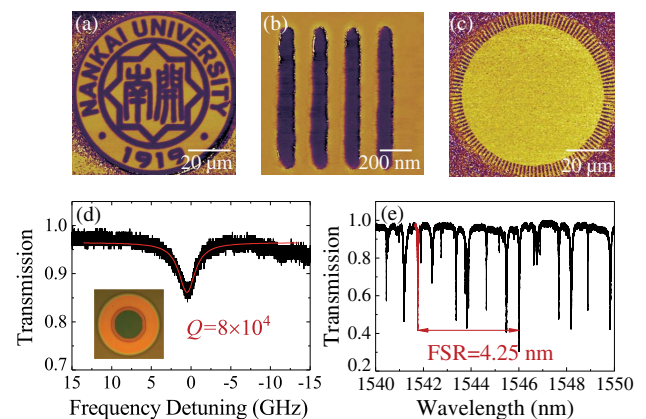 (a)
NANKAI UNIVERSITY
南開
· 1919 ·
20 μm
(b)
200 nm
(c)
20 μm
(d)
Transmission
1.0
0.9
0.8
0.7
Q=8×10⁴
15 10 5 0 -5 -10 -15
Frequency Detuning (GHz)
(e)
Transmission
1.0
0.8
0.6
0.4
0.2
FSR=4.25 nm
1540 1542 1544 1546 1548 1550
Wavelength (nm)